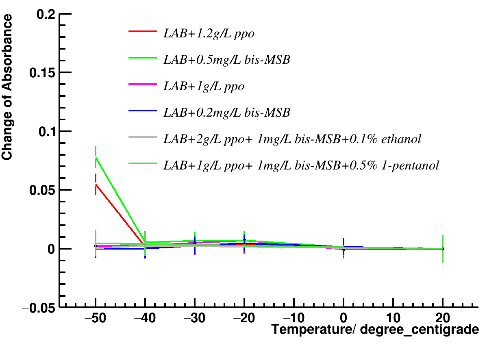 Change of Absorbance
0.2
0.15
0.1
0.05
0
−0.05
LAB+1.2g/L ppo
LAB+0.5mg/L bis-MSB
LAB+1g/L ppo
LAB+0.2mg/L bis-MSB
LAB+2g/L ppo+ 1mg/L bis-MSB+0.1% ethanol
LAB+1g/L ppo+ 1mg/L bis-MSB+0.5% 1-pentanol
−50 −40 −30 −20 −10 0 10 20
Temperature/ degree_centigrade